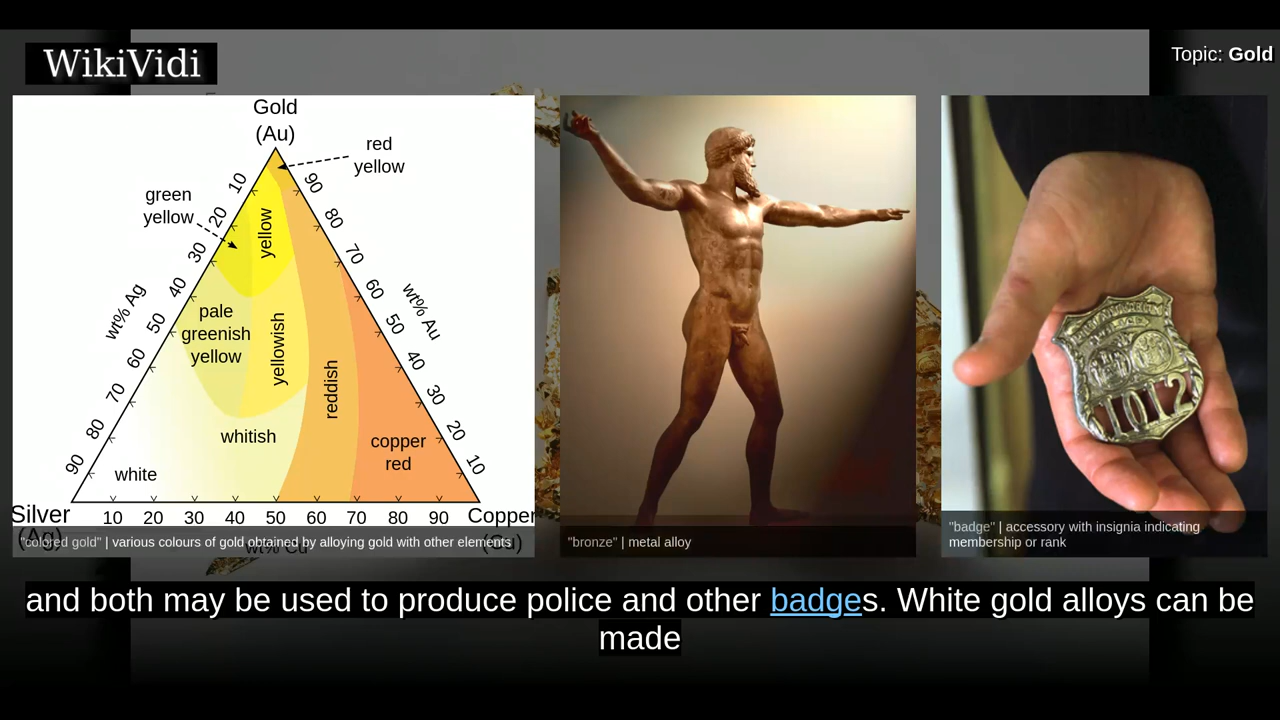 WikiVidi
Topic: Gold
Gold
(Au)
red
yellow
green
yellow
10
20
30
40
50
60
70
80
90
wt% Ag
90
80
70
60
50
40
30
20
10
wt% Au
yellow
pale
greenish
yellow
yellowish
reddish
whitish
copper
red
white
Silver
(Ag)
10 20 30 40 50 60 70 80 90
Copper
(Cu)
wt% Cu
"colored gold" | various colours of gold obtained by alloying gold with other elements
"bronze" | metal alloy
1012
"badge" | accessory with insignia indicating
membership or rank
and both may be used to produce police and other badges. White gold alloys can be
made